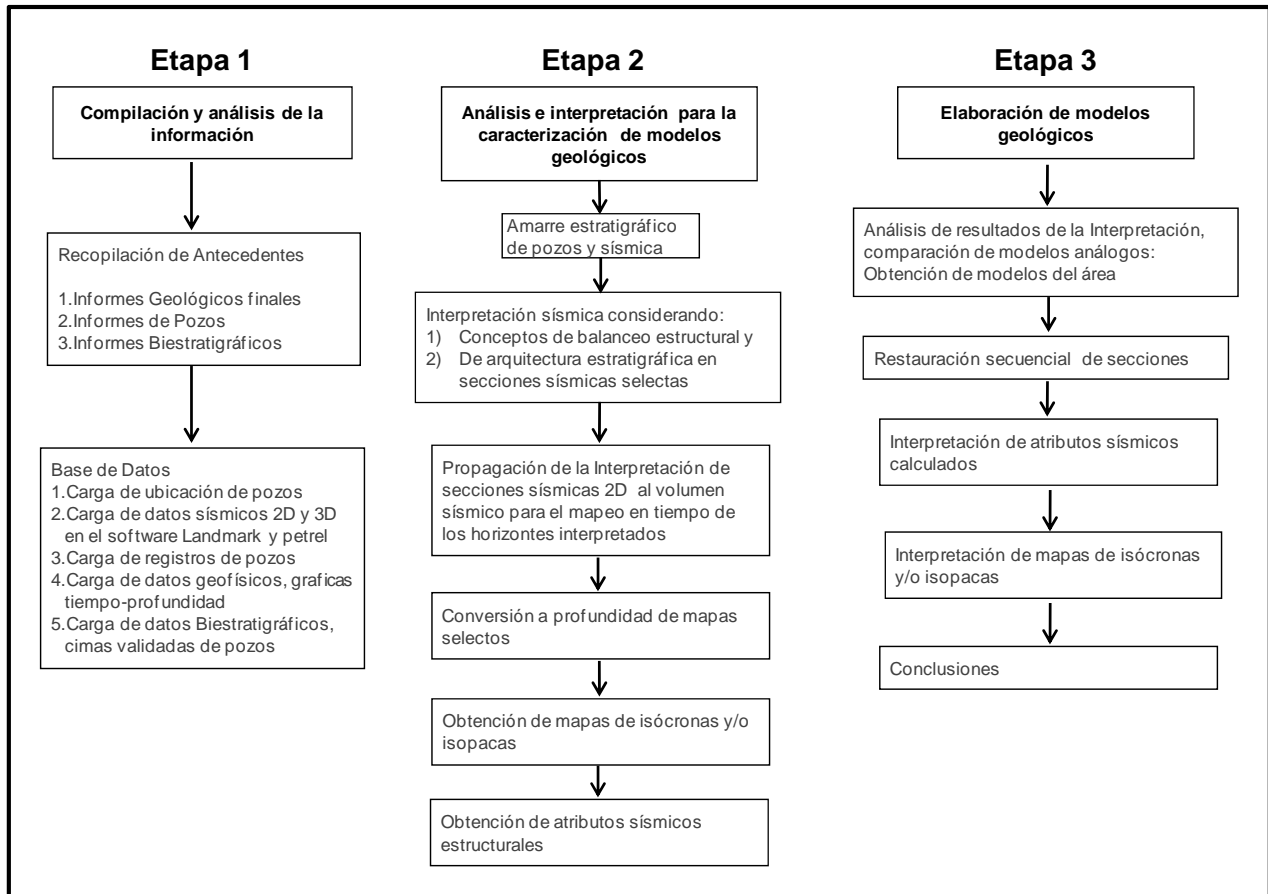 Etapa 1
Compilación y análisis de la
información
Recopilación de Antecedentes
1.Informes Geológicos finales
2.Informes de Pozos
3.Informes Biestratigráficos
Base de Datos
1.Carga de ubicación de pozos
2.Carga de datos sísmicos 2D y 3D
en el software Landmark y petrel
3.Carga de registros de pozos
4.Carga de datos geofísicos, graficas
tiempo-profundidad
5.Carga de datos Biestratigráficos,
cimas validadas de pozos
Etapa 2
Análisis e interpretación para la
caracterización de modelos
geológicos
Amarre estratigráfico
de pozos y sísmica
Interpretación sísmica considerando:
1) Conceptos de balanceo estructural y
2) De arquitectura estratigráfica en
secciones sísmicas selectas
Propagación de la Interpretación de
secciones sísmicas 2D al volumen
sísmico para el mapeo en tiempo de
los horizontes interpretados
Conversión a profundidad de mapas
selectos
Obtención de mapas de isócronas y/o
isopacas
Obtención de atributos sísmicos
estructurales
Etapa 3
Elaboración de modelos
geológicos
Análisis de resultados de la Interpretación,
comparación de modelos análogos:
Obtención de modelos del área
Restauración secuencial de secciones
Interpretación de atributos sísmicos
calculados
Interpretación de mapas de isócronas
y/o isopacas
Conclusiones